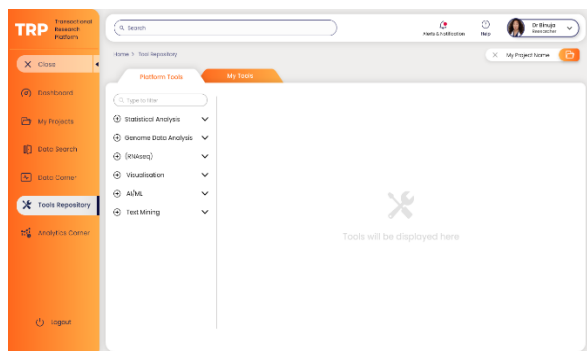 TRP
Transactional
Research
Platform
Search
Alerts & Notification
Help
Dr Binuja
Researcher
Close
Home > Tool Repository
My Project Name
Platform Tools
My Tools
Dashboard
My Projects
Data Search
Data Corner
Tools Repository
Analytics Corner
Logout
Type to filter
Statistical Analysis
Genome Data Analysis
(RNAseq)
Visualisation
AI/ML
Text Mining
Tools will be displayed here